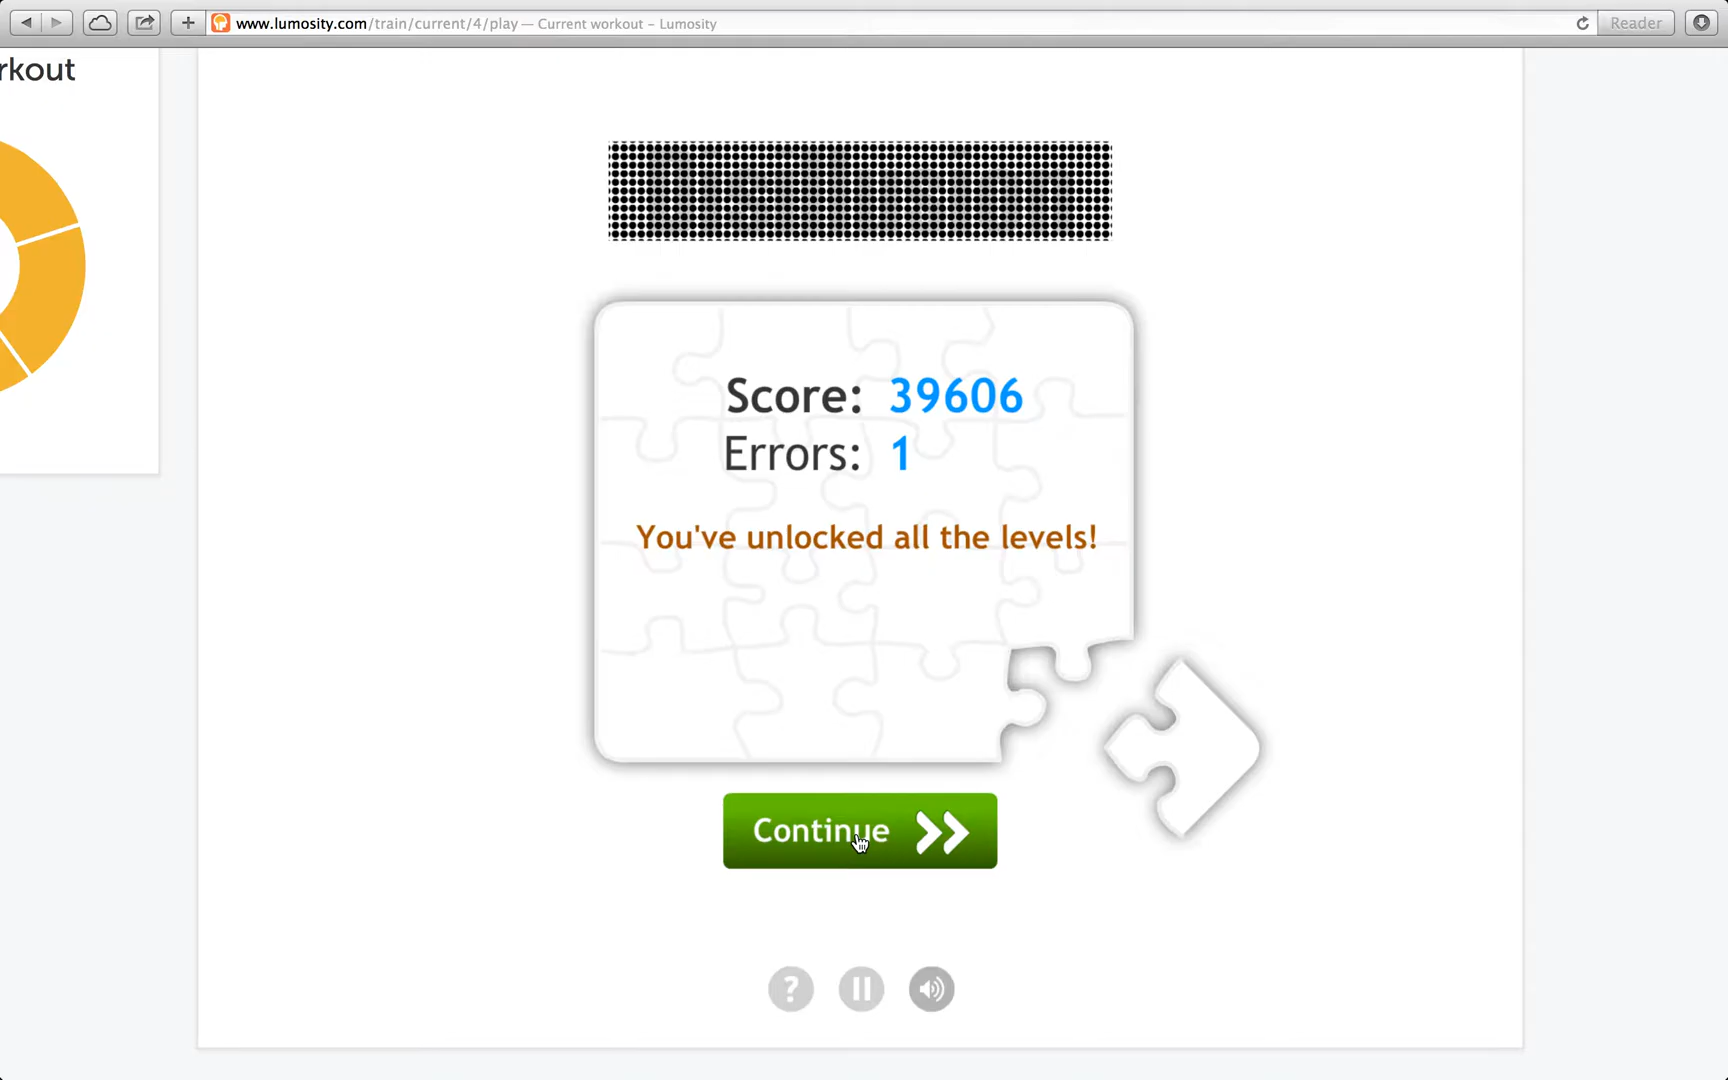 www.lumosity.com/train/current/4/play — Current workout – Lumosity
Reader
rkout
Score: 39606
Errors: 1
You've unlocked all the levels!
Continue
?